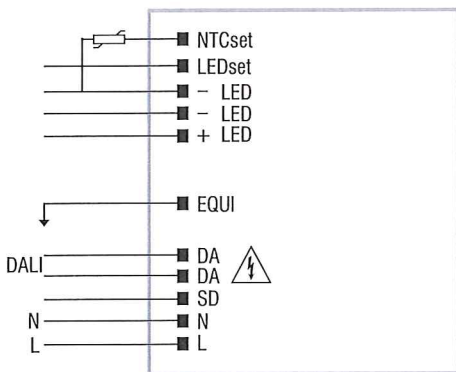 NTCset
LEDset
− LED
− LED
+ LED
EQUI
DALI
DA
DA
SD
N N
L L